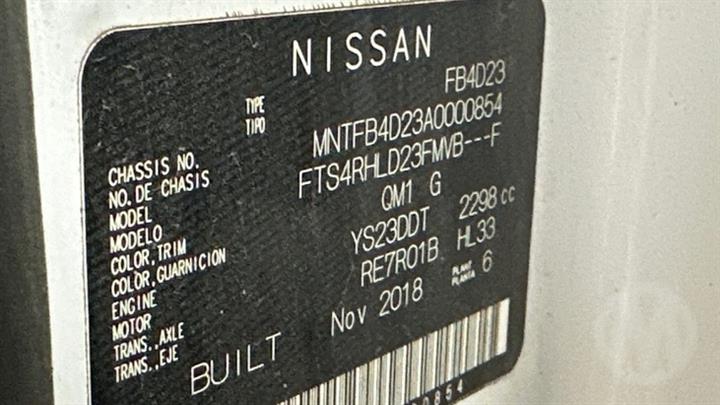 NISSAN
TYPE
TIPO
FB4D23
CHASSIS NO.
NO. DE CHASIS
MNTFB4D23A0000854
MODEL
MODELO
FTS4RHLD23FMVB---F
COLOR,TRIM
COLOR,GUARNICION
QM1 G
ENGINE
MOTOR
YS23DDT 2298 cc
TRANS.,AXLE
TRANS.,EJE
RE7R01B HL33
PLANT
PLANTA
6
BUILT Nov 2018
0854